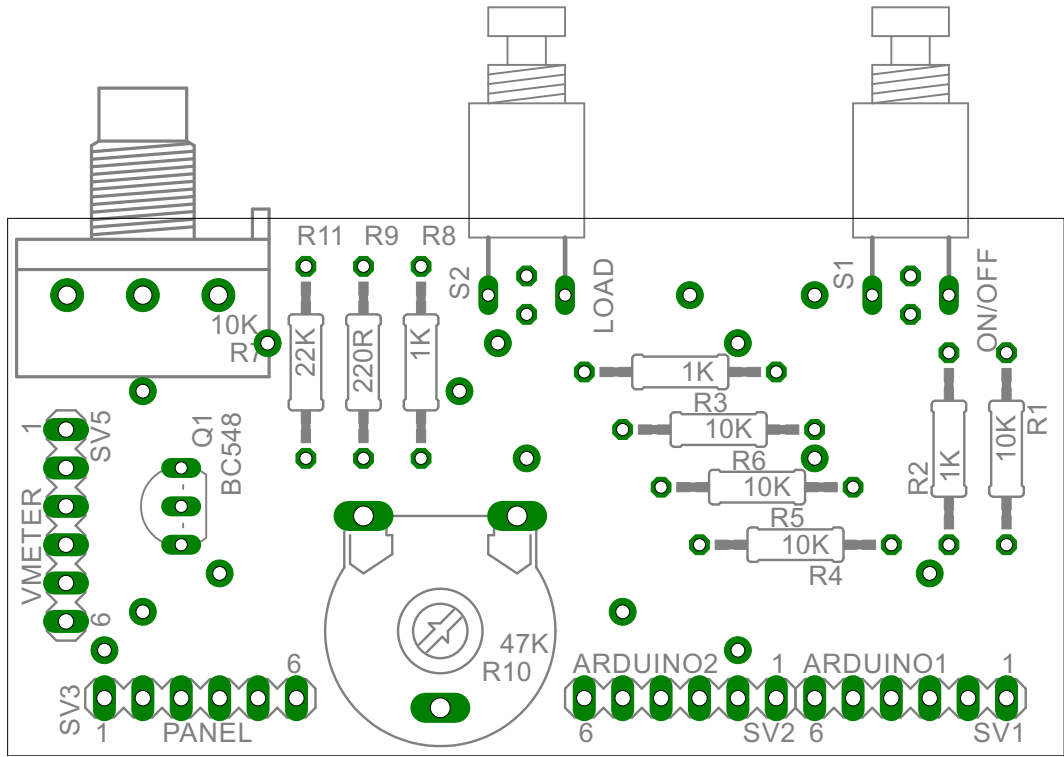 R11
R9
R8
S2
LOAD
S1
ON/OFF
10K
R7
22K
220R
1K
1K
R3
10K
R6
10K
R5
10K
R4
R2
1K
10K
R1
1
SV5
VMETER
6
Q1
BC548
47K
R10
SV3
1
PANEL
6
ARDUINO2
1
6
SV2
ARDUINO1
1
6
SV1